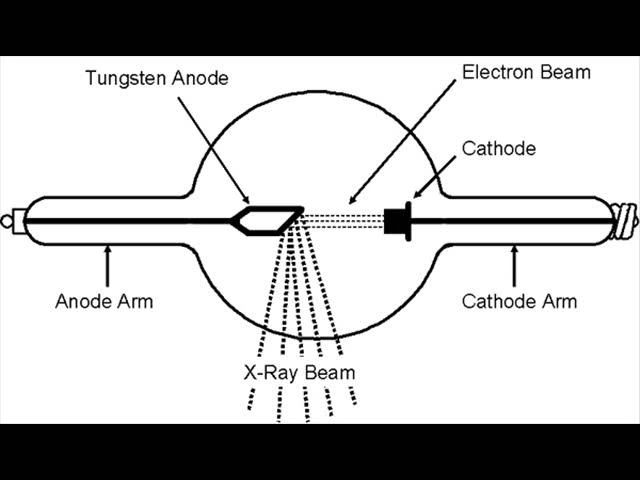 Tungsten Anode
Electron Beam
Cathode
Anode Arm
Cathode Arm
X-Ray Beam